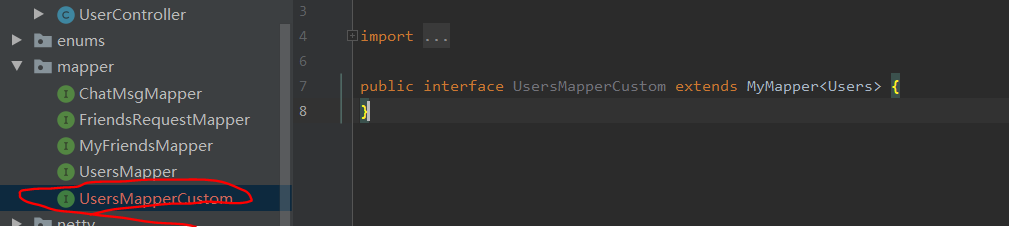 UserController
enums
mapper
ChatMsgMapper
FriendsRequestMapper
MyFriendsMapper
UsersMapper
UsersMapperCustom
netty
3
4 import ...
6
7 public interface UsersMapperCustom extends MyMapper<Users> {
8 }